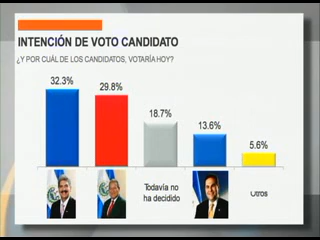 INTENCIÓN DE VOTO CANDIDATO
¿Y POR CUÁL DE LOS CANDIDATOS, VOTARÍA HOY?
32.3%
29.8%
18.7%
13.6%
5.6%
Todavía no
ha decidido
Otros